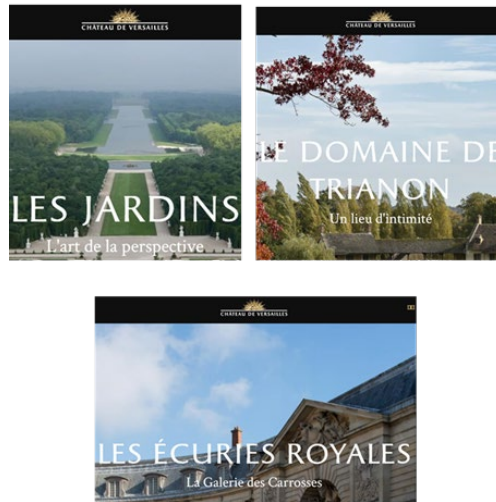 CHÂTEAU DE VERSAILLES
LES JARDINS
L'art de la perspective
CHÂTEAU DE VERSAILLES
LE DOMAINE DE
TRIANON
Un lieu d'intimité
CHÂTEAU DE VERSAILLES
LES ÉCURIES ROYALES
La Galerie des Carrosses